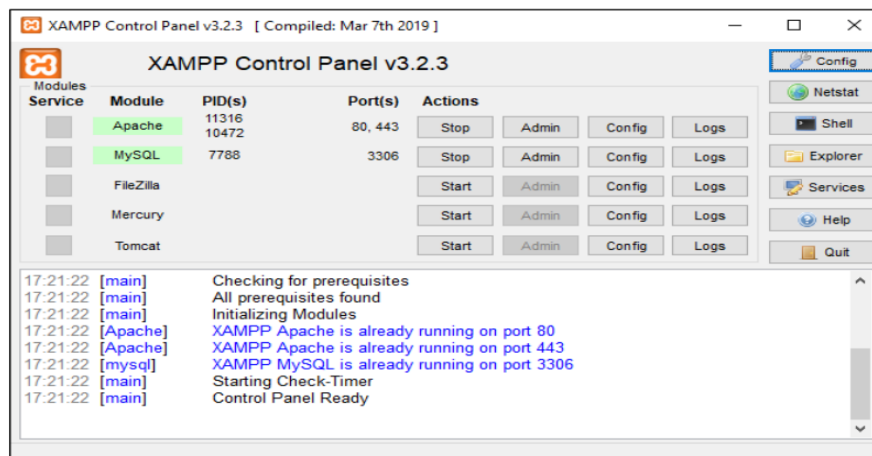 XAMPP Control Panel v3.2.3 [ Compiled: Mar 7th 2019 ]
XAMPP Control Panel v3.2.3
Config
Modules
Service Module PID(s) Port(s) Actions
Netstat
Apache 11316 10472 80, 443 Stop Admin Config Logs
Shell
MySQL 7788 3306 Stop Admin Config Logs
Explorer
FileZilla Start Admin Config Logs
Services
Mercury Start Admin Config Logs
Help
Tomcat Start Admin Config Logs
Quit
17:21:22 [main] Checking for prerequisites
17:21:22 [main] All prerequisites found
17:21:22 [main] Initializing Modules
17:21:22 [Apache] XAMPP Apache is already running on port 80
17:21:22 [Apache] XAMPP Apache is already running on port 443
17:21:22 [mysql] XAMPP MySQL is already running on port 3306
17:21:22 [main] Starting Check-Timer
17:21:22 [main] Control Panel Ready